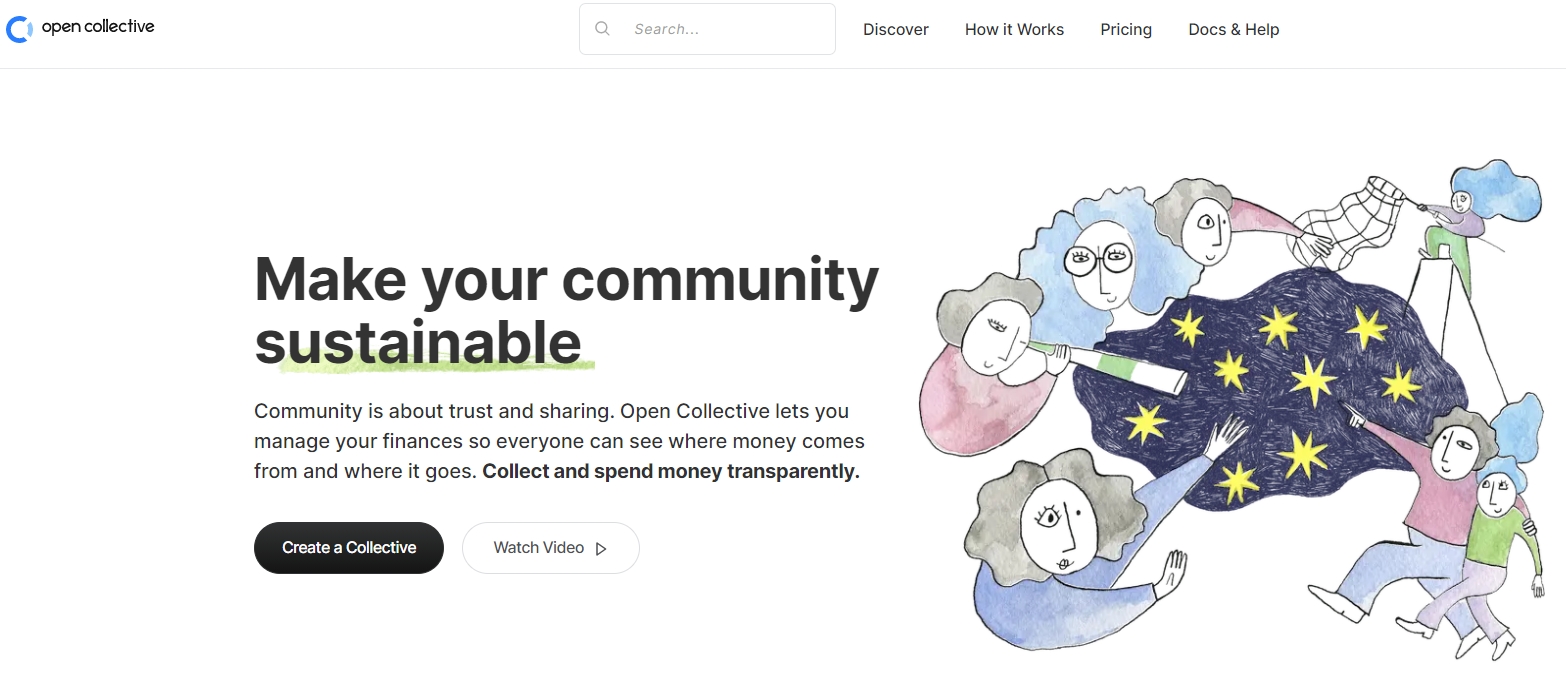 open collective
Search...
Discover
How it Works
Pricing
Docs & Help
Make your community
sustainable
Community is about trust and sharing. Open Collective lets you
manage your finances so everyone can see where money comes
from and where it goes. Collect and spend money transparently.
Create a Collective
Watch Video